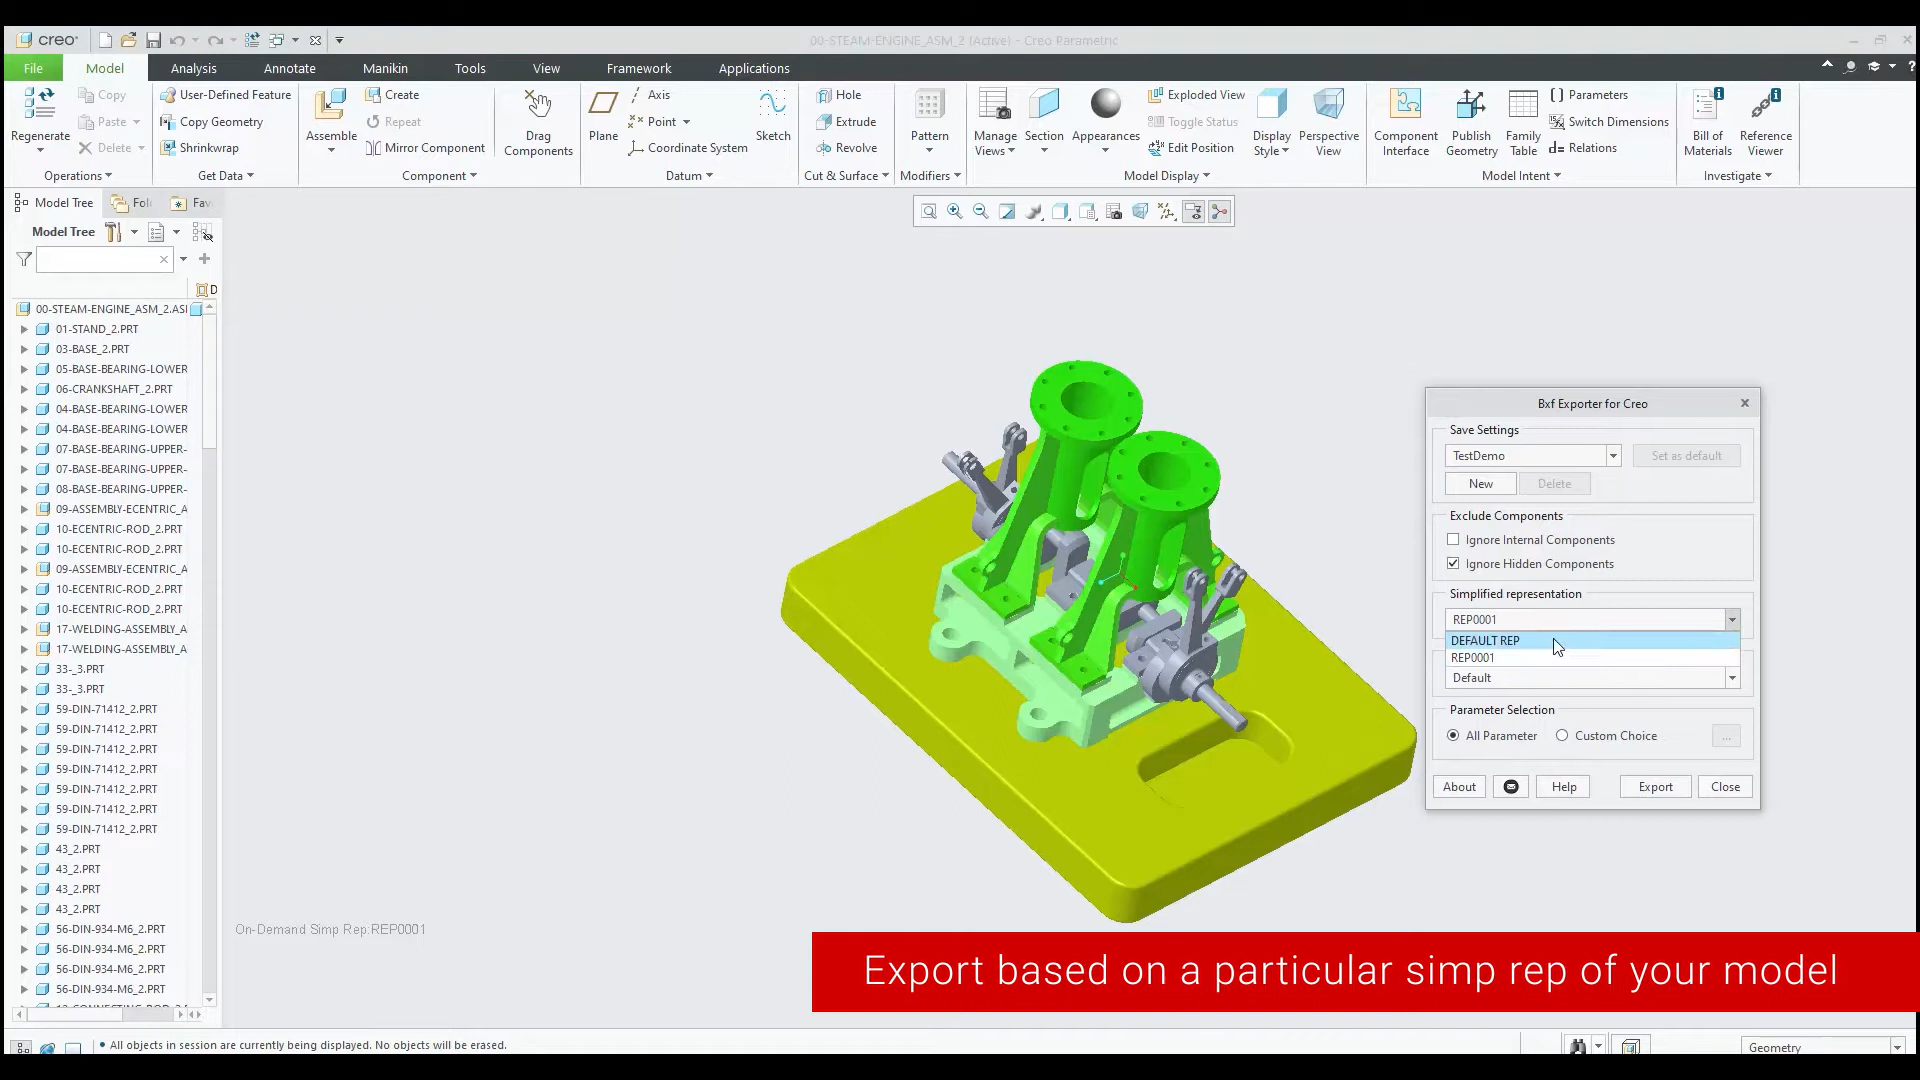 creo°
00-STEAM-ENGINE_ASM_2 (Active) - Creo Parametric
File
Model
Analysis
Annotate
Manikin
Tools
View
Framework
Applications
Regenerate
Copy
Paste
Delete
Operations
User-Defined Feature
Copy Geometry
Shrinkwrap
Get Data
Assemble
Create
Repeat
Mirror Component
Component
Drag
Components
Plane
Axis
Point
Coordinate System
Sketch
Datum
Hole
Extrude
Revolve
Cut & Surface
Pattern
Modifiers
Manage
Views
Section
Appearances
Exploded View
Toggle Status
Edit Position
Display
Style
Perspective
View
Model Display
Component
Interface
Publish
Geometry
Family
Table
Parameters
Switch Dimensions
Relations
Model Intent
Bill of
Materials
Reference
Viewer
Investigate
Model Tree
Fol
Fav
Model Tree
D
00-STEAM-ENGINE_ASM_2.ASI
01-STAND_2.PRT
03-BASE_2.PRT
05-BASE-BEARING-LOWER
06-CRANKSHAFT_2.PRT
04-BASE-BEARING-LOWER
04-BASE-BEARING-LOWER
07-BASE-BEARING-UPPER-
07-BASE-BEARING-UPPER-
08-BASE-BEARING-UPPER-
09-ASSEMBLY-ECENTRIC_A
10-ECENTRIC-ROD_2.PRT
10-ECENTRIC-ROD_2.PRT
09-ASSEMBLY-ECENTRIC_A
10-ECENTRIC-ROD_2.PRT
10-ECENTRIC-ROD_2.PRT
17-WELDING-ASSEMBLY_A
17-WELDING-ASSEMBLY_A
33-_3.PRT
33-_3.PRT
59-DIN-71412_2.PRT
59-DIN-71412_2.PRT
59-DIN-71412_2.PRT
59-DIN-71412_2.PRT
59-DIN-71412_2.PRT
59-DIN-71412_2.PRT
59-DIN-71412_2.PRT
43_2.PRT
43_2.PRT
43_2.PRT
43_2.PRT
56-DIN-934-M6_2.PRT
56-DIN-934-M6_2.PRT
56-DIN-934-M6_2.PRT
56-DIN-934-M6_2.PRT
On-Demand Simp Rep:REP0001
Bxf Exporter for Creo
Save Settings
TestDemo
Set as default
New
Delete
Exclude Components
Ignore Internal Components
Ignore Hidden Components
Simplified representation
REP0001
DEFAULT REP
REP0001
Default
Parameter Selection
All Parameter
Custom Choice
...
About
Help
Export
Close
Export based on a particular simp rep of your model
• All objects in session are currently being displayed. No objects will be erased.
Geometry